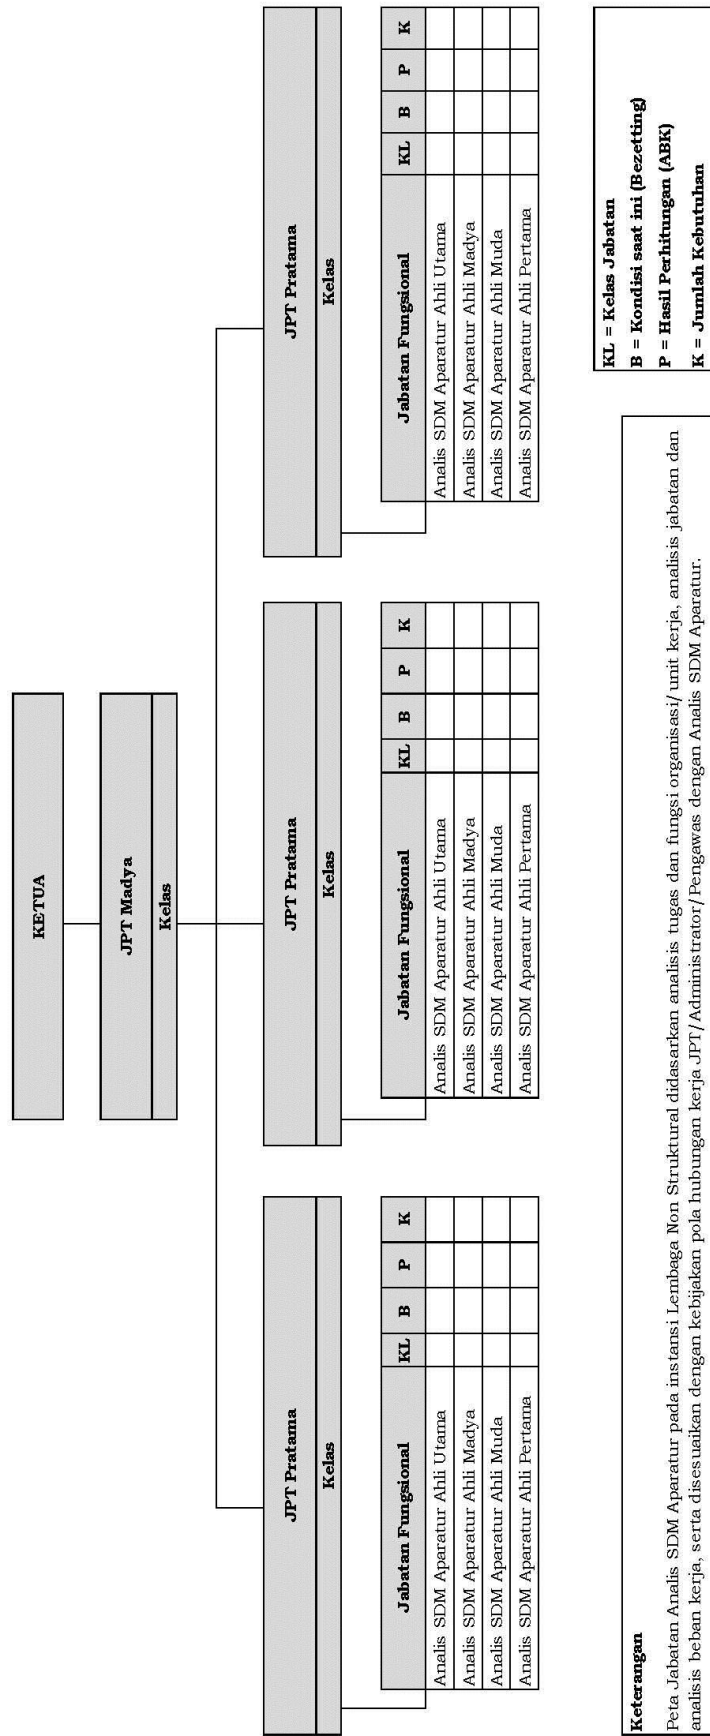 KETUA
JPT Madya
Kelas
JPT Pratama
Kelas
Jabatan Fungsional KL B P K
Analis SDM Aparatur Ahli Utama
Analis SDM Aparatur Ahli Madya
Analis SDM Aparatur Ahli Muda
Analis SDM Aparatur Ahli Pertama
JPT Pratama
Kelas
Jabatan Fungsional KL B P K
Analis SDM Aparatur Ahli Utama
Analis SDM Aparatur Ahli Madya
Analis SDM Aparatur Ahli Muda
Analis SDM Aparatur Ahli Pertama
JPT Pratama
Kelas
Jabatan Fungsional KL B P K
Analis SDM Aparatur Ahli Utama
Analis SDM Aparatur Ahli Madya
Analis SDM Aparatur Ahli Muda
Analis SDM Aparatur Ahli Pertama
Keterangan
Peta Jabatan Analis SDM Aparatur pada instansi Lembaga Non Struktural didasarkan analisis tugas dan fungsi organisasi/unit kerja, analisis jabatan dan
analisis beban kerja, serta disesuaikan dengan kebijakan pola hubungan kerja JPT/Administrator/Pengawas dengan Analis SDM Aparatur.
KL = Kelas Jabatan
B = Kondisi saat ini (Bezetting)
P = Hasil Perhitungan (ABK)
K = Jumlah Kebutuhan